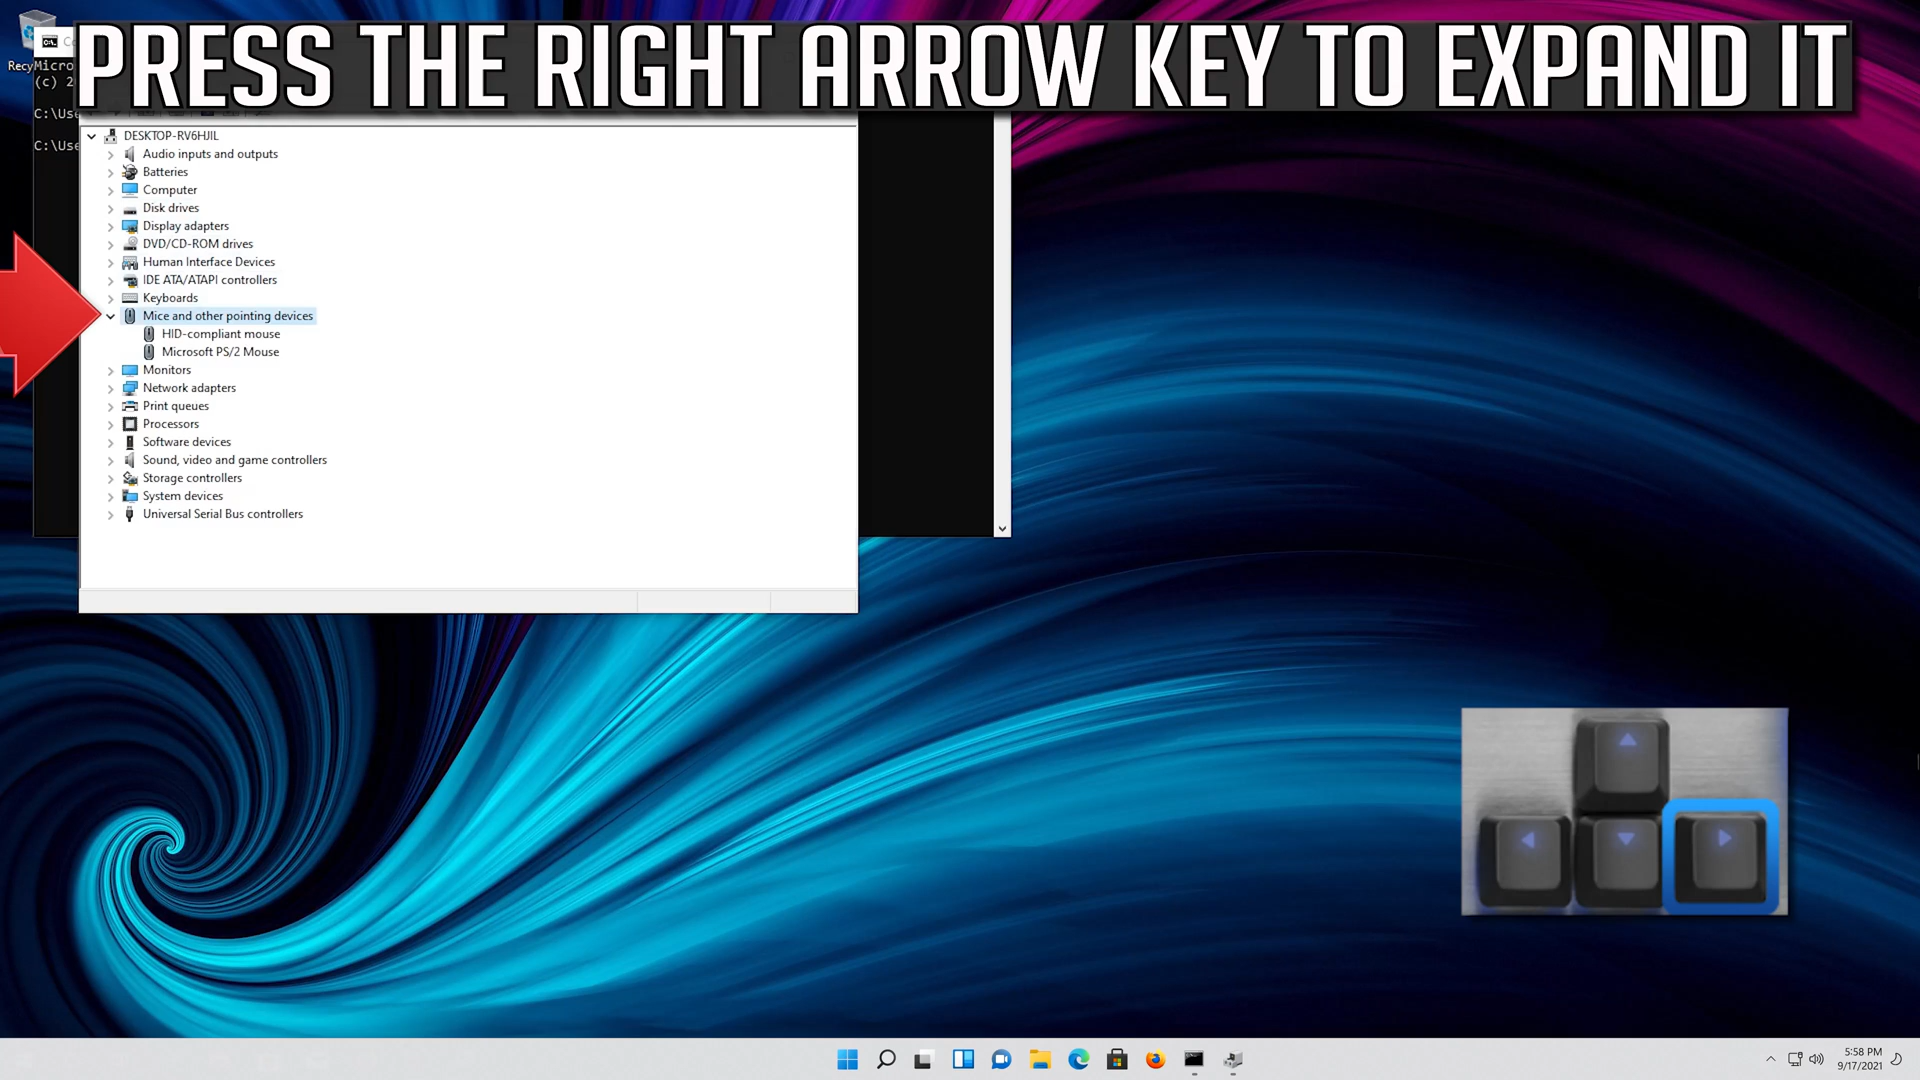 PRESS THE RIGHT ARROW KEY TO EXPAND IT
Recy
Micro
(c) 2
C:\Use
C:\Use
DESKTOP-RV6HJIL
Audio inputs and outputs
Batteries
Computer
Disk drives
Display adapters
DVD/CD-ROM drives
Human Interface Devices
IDE ATA/ATAPI controllers
Keyboards
Mice and other pointing devices
HID-compliant mouse
Microsoft PS/2 Mouse
Monitors
Network adapters
Print queues
Processors
Software devices
Sound, video and game controllers
Storage controllers
System devices
Universal Serial Bus controllers
5:58 PM
9/17/2021